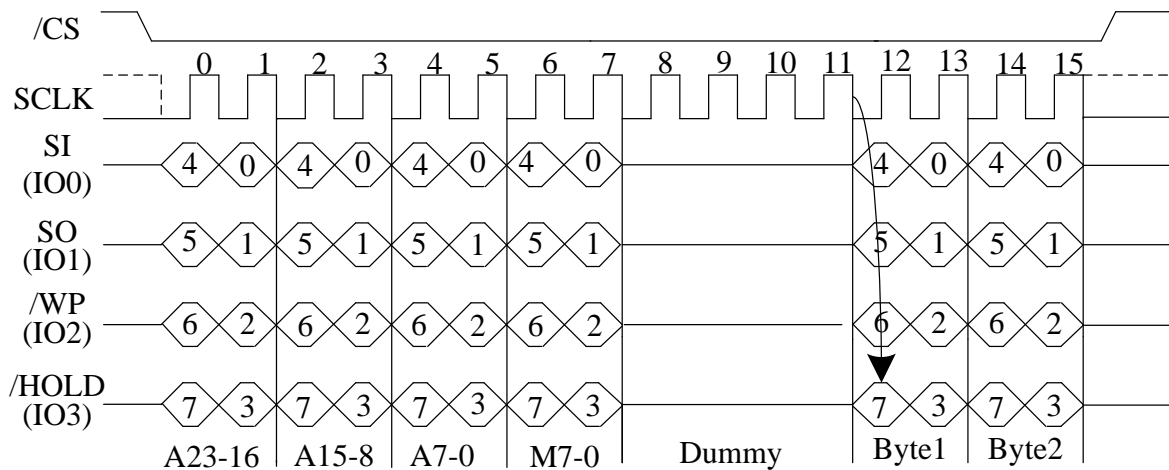 /CS
0 1 2 3 4 5 6 7 8 9 10 11 12 13 14 15
SCLK
SI
(IO0)
4 0 4 0 4 0 4 0 4 0 4 0
SO
(IO1)
5 1 5 1 5 1 5 1 5 1 5 1
/WP
(IO2)
6 2 6 2 6 2 6 2 6 2 6 2
/HOLD
(IO3)
7 3 7 3 7 3 7 3 7 3 7 3
A23-16 A15-8 A7-0 M7-0 Dummy Byte1 Byte2